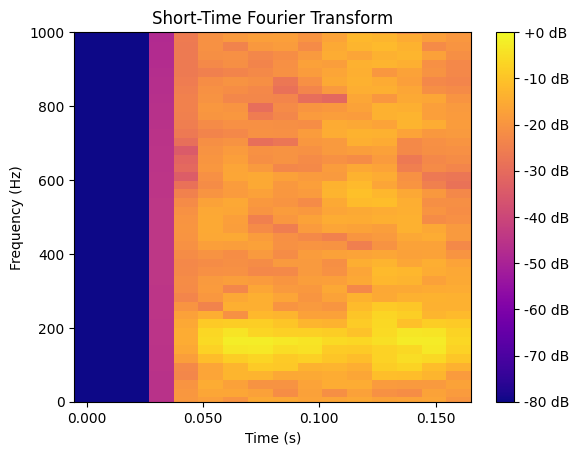 Short-Time Fourier Transform
1000
800
600
400
200
0
Frequency (Hz)
0.000
0.050
0.100
0.150
Time (s)
+0 dB
-10 dB
-20 dB
-30 dB
-40 dB
-50 dB
-60 dB
-70 dB
-80 dB